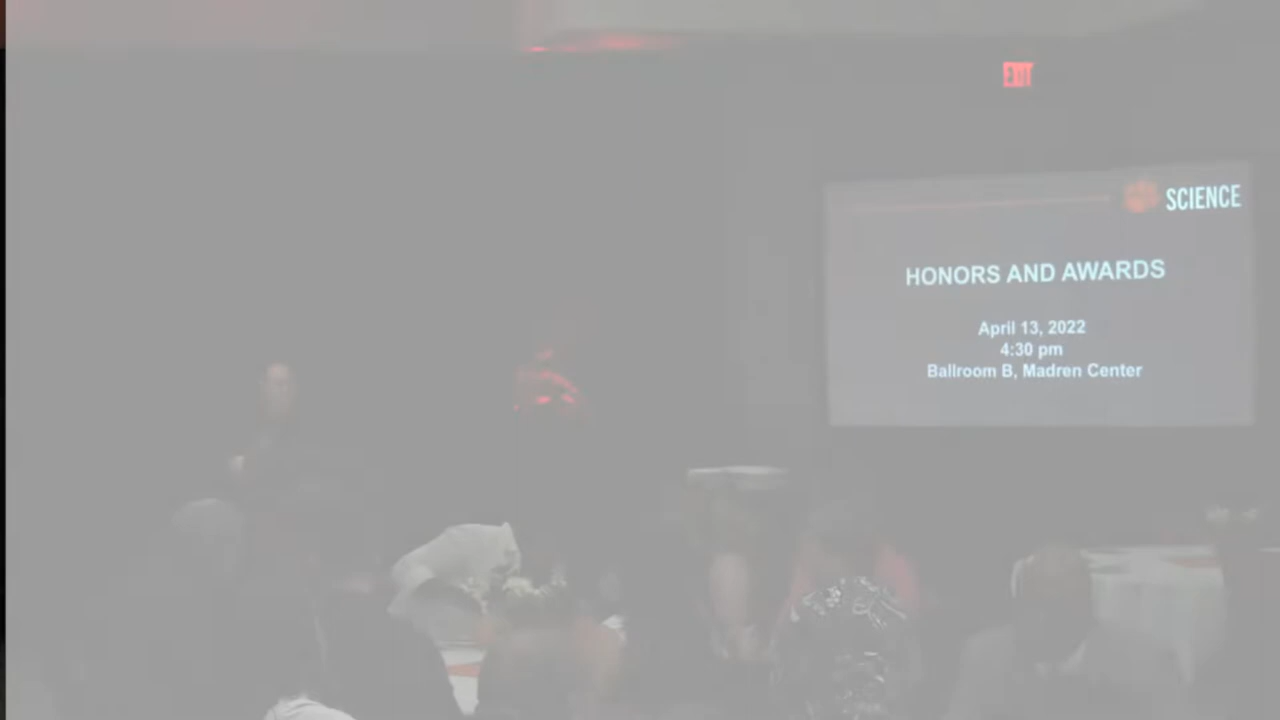 EXIT
SCIENCE
HONORS AND AWARDS
April 13, 2022
4:30 pm
Ballroom B, Madren Center